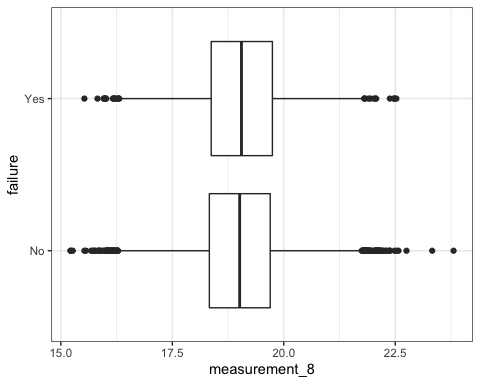 Yes
failure
No
15.0 17.5 20.0 22.5
measurement_8